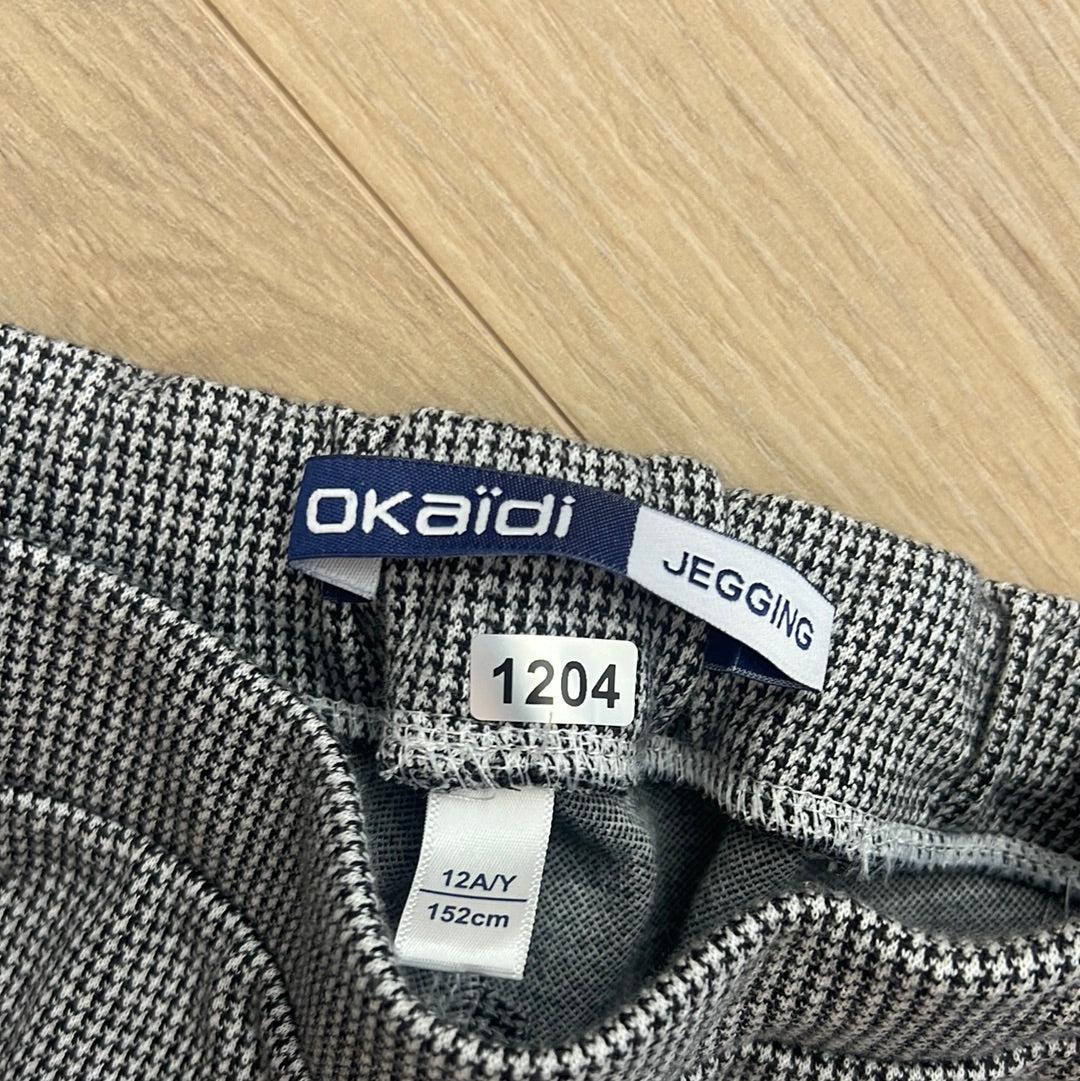 OKaïdi
JEGGING
1204
12A/Y
152cm